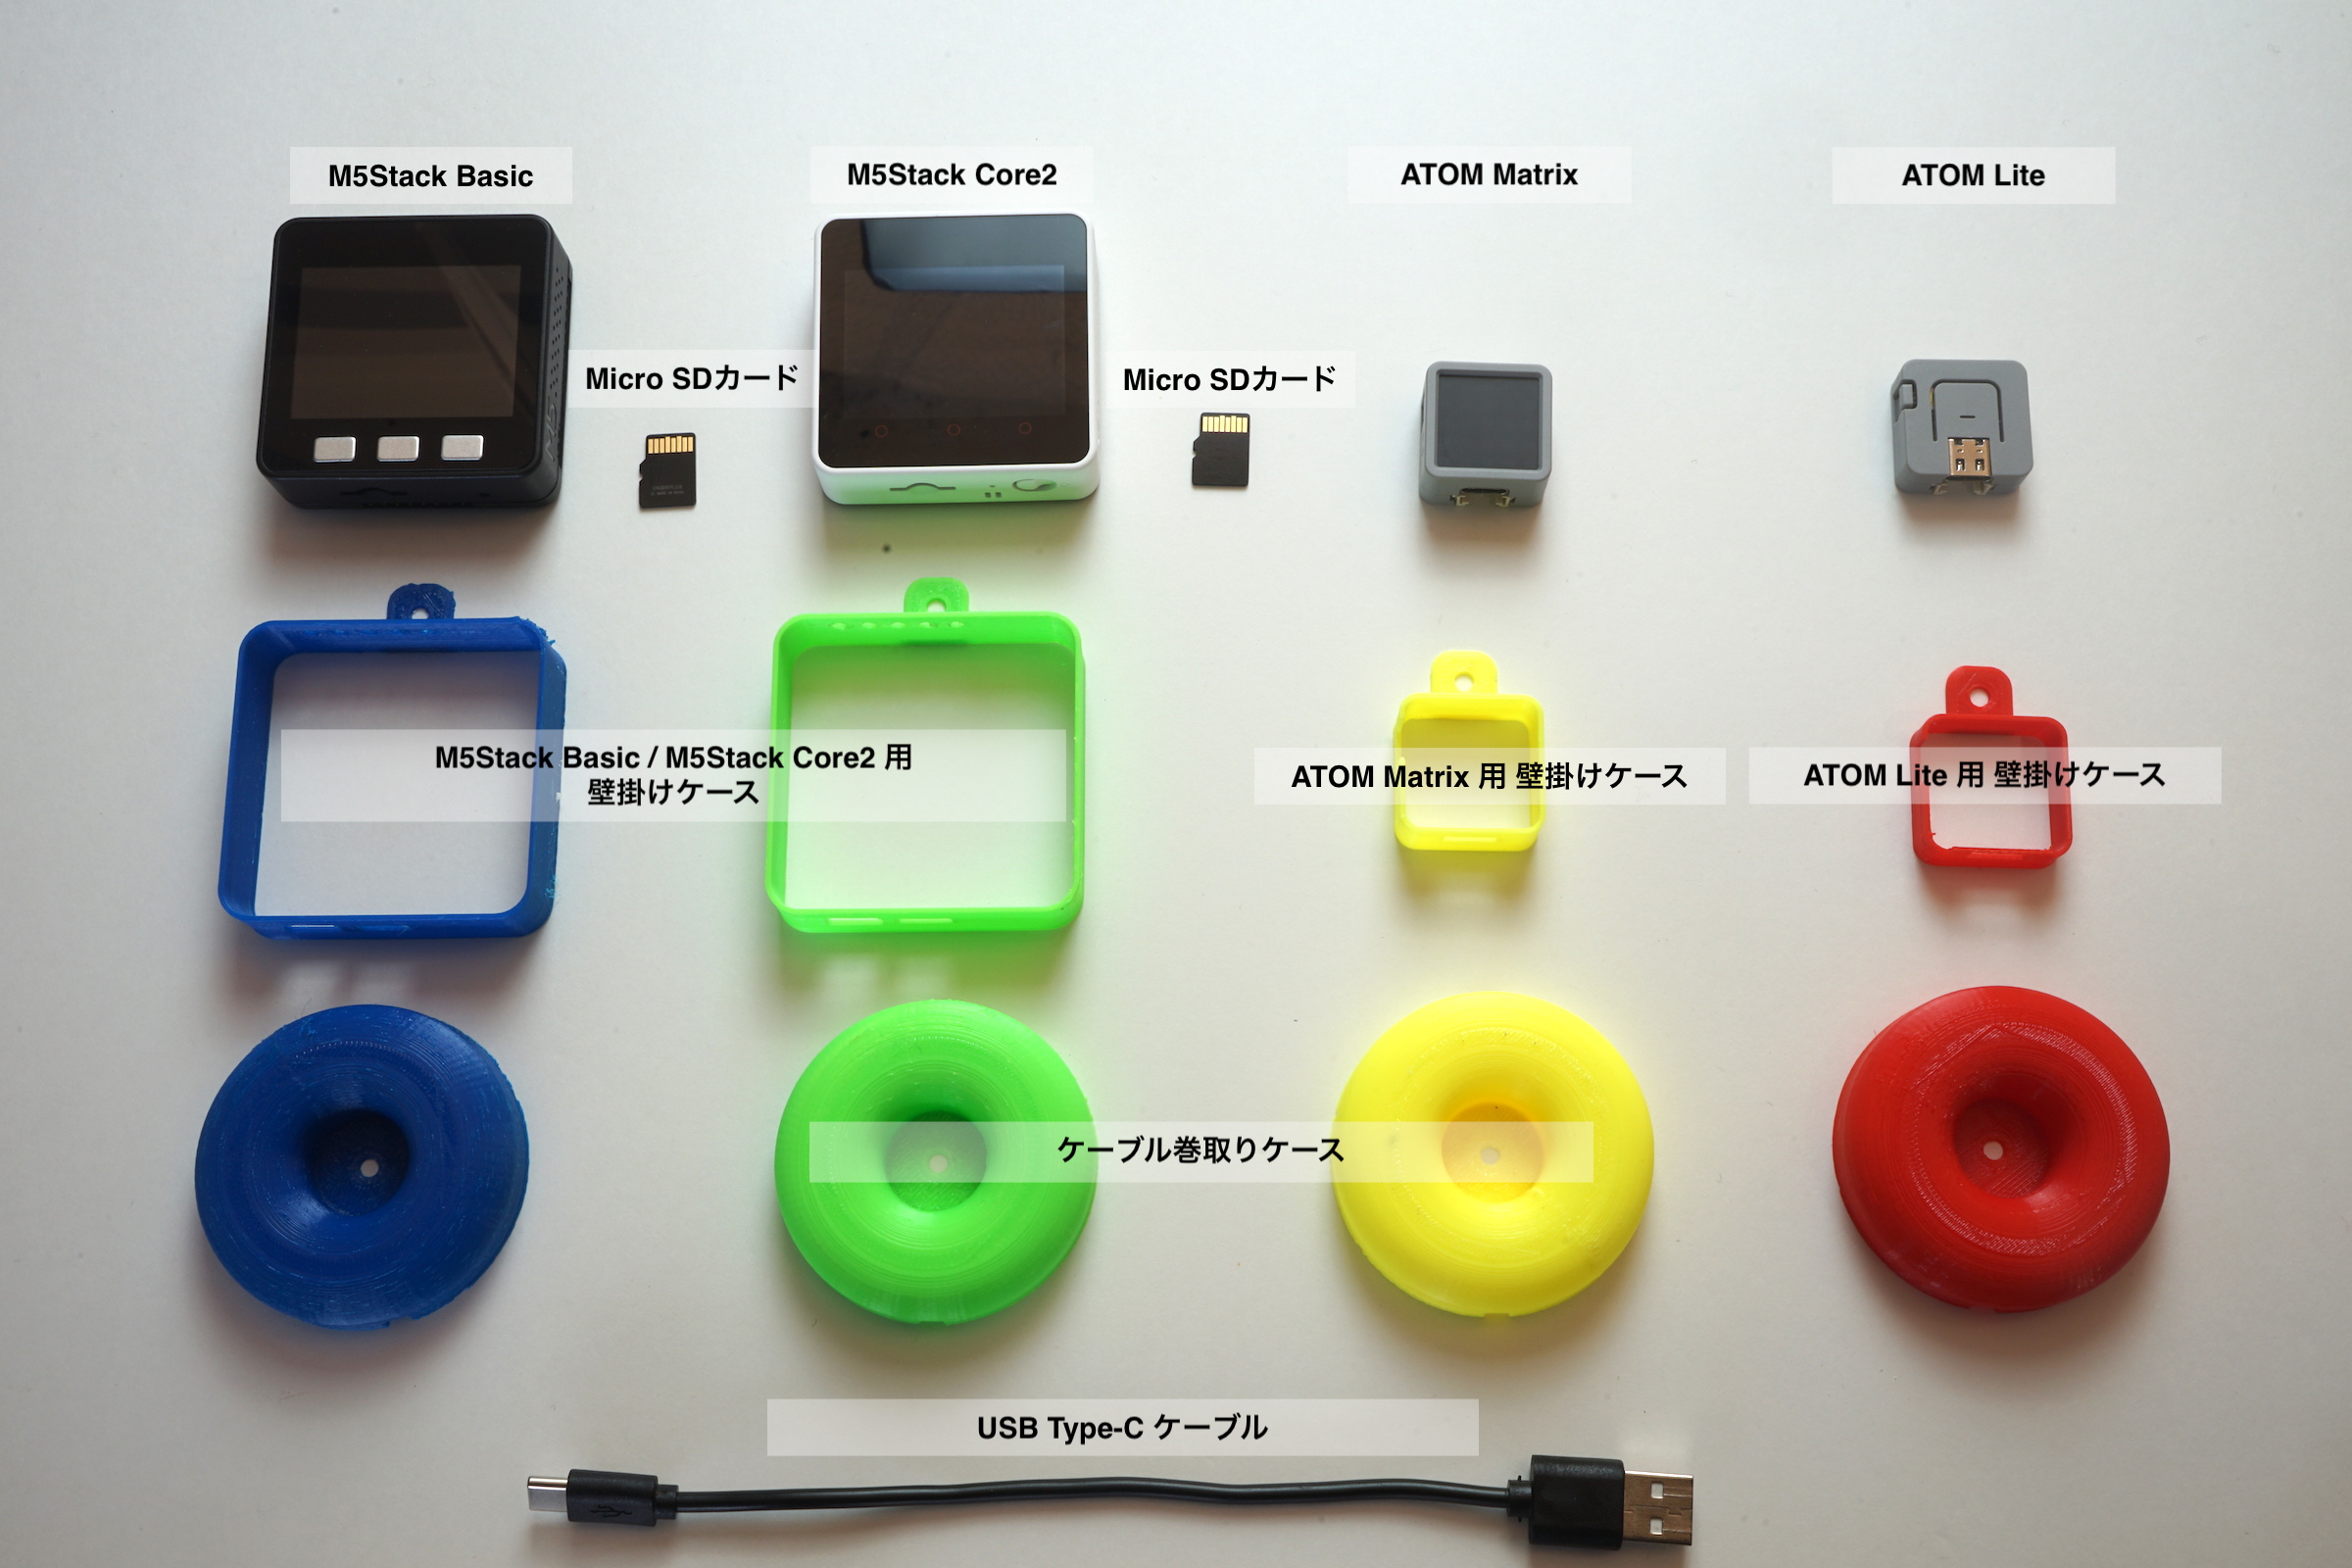 M5Stack Basic
M5Stack Core2
ATOM Matrix
ATOM Lite
Micro SDカード
Micro SDカード
M5Stack Basic / M5Stack Core2 用
壁掛けケース
ATOM Matrix 用 壁掛けケース
ATOM Lite 用 壁掛けケース
ケーブル巻取りケース
USB Type-C ケーブル